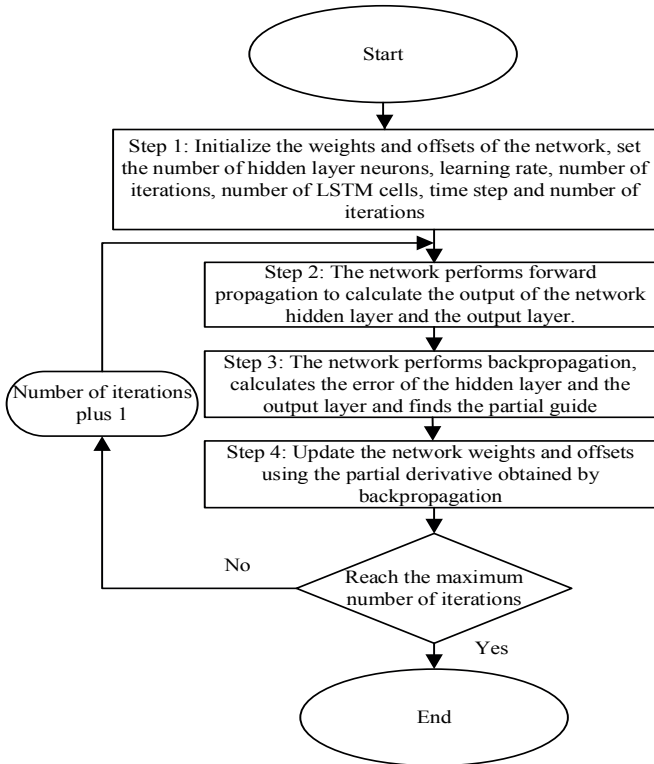 Start
Step 1: Initialize the weights and offsets of the network, set
the number of hidden layer neurons, learning rate, number of
iterations, number of LSTM cells, time step and number of
iterations
Step 2: The network performs forward
propagation to calculate the output of the network
hidden layer and the output layer.
Step 3: The network performs backpropagation,
calculates the error of the hidden layer and the
output layer and finds the partial guide
Number of iterations
plus 1
Step 4: Update the network weights and offsets
using the partial derivative obtained by
backpropagation
No
Reach the maximum
number of iterations
Yes
End